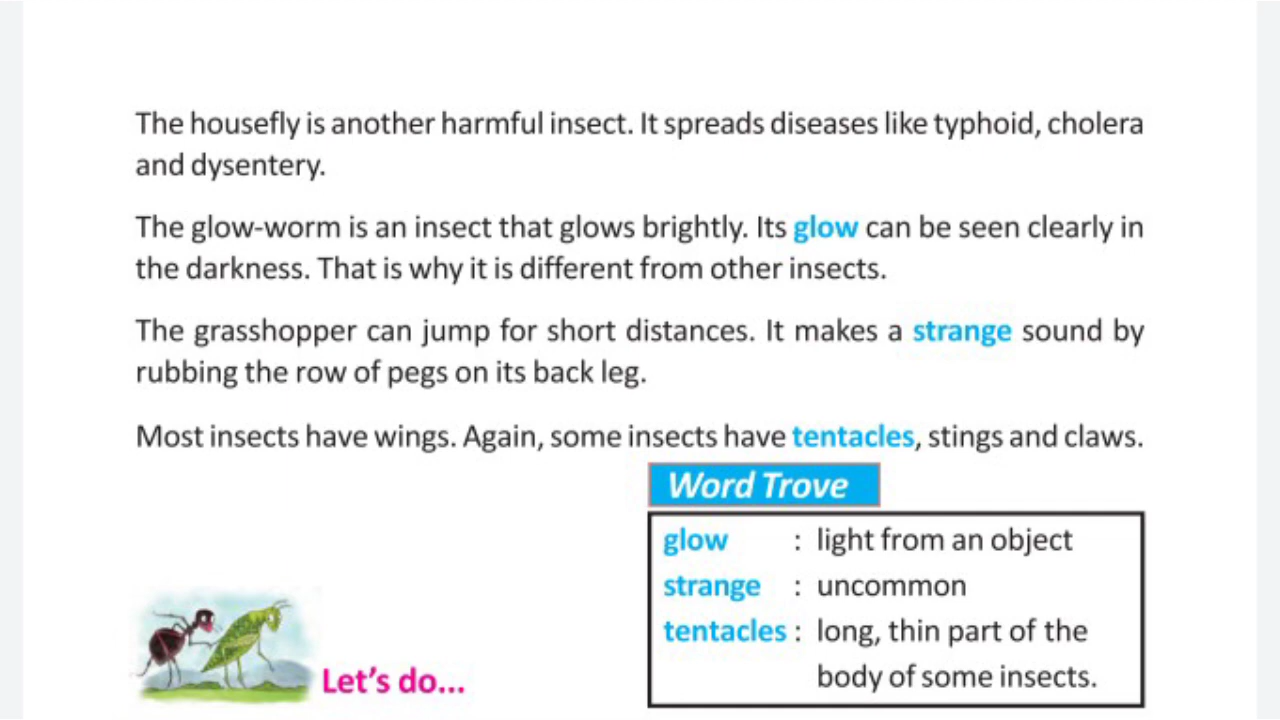 The housefly is another harmful insect. It spreads diseases like typhoid, cholera
and dysentery.
The glow-worm is an insect that glows brightly. Its glow can be seen clearly in
the darkness. That is why it is different from other insects.
The grasshopper can jump for short distances. It makes a strange sound by
rubbing the row of pegs on its back leg.
Most insects have wings. Again, some insects have tentacles, stings and claws.
Word Trove
glow : light from an object
strange : uncommon
tentacles : long, thin part of the
body of some insects.
Let's do...